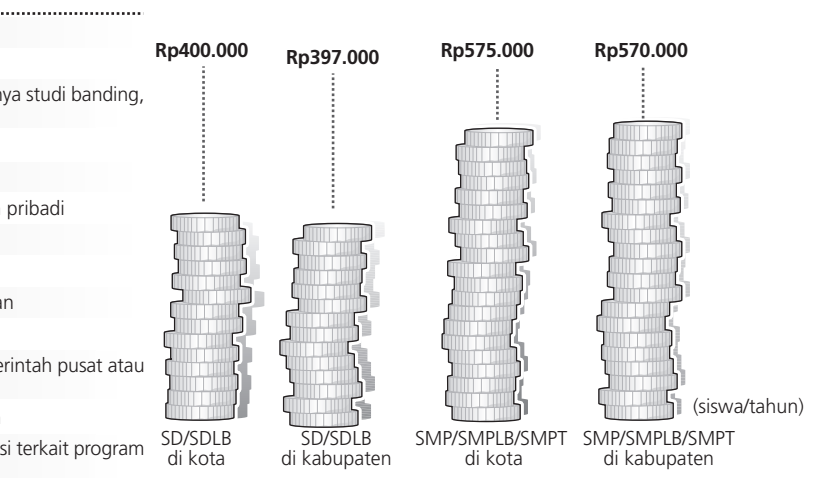 nya studi banding,
pribadi
an
erintah pusat atau
si terkait program
Rp400.000
Rp397.000
Rp575.000
Rp570.000
(siswa/tahun)
SD/SDLB
di kota
SD/SDLB
di kabupaten
SMP/SMPLB/SMPT
di kota
SMP/SMPLB/SMPT
di kabupaten